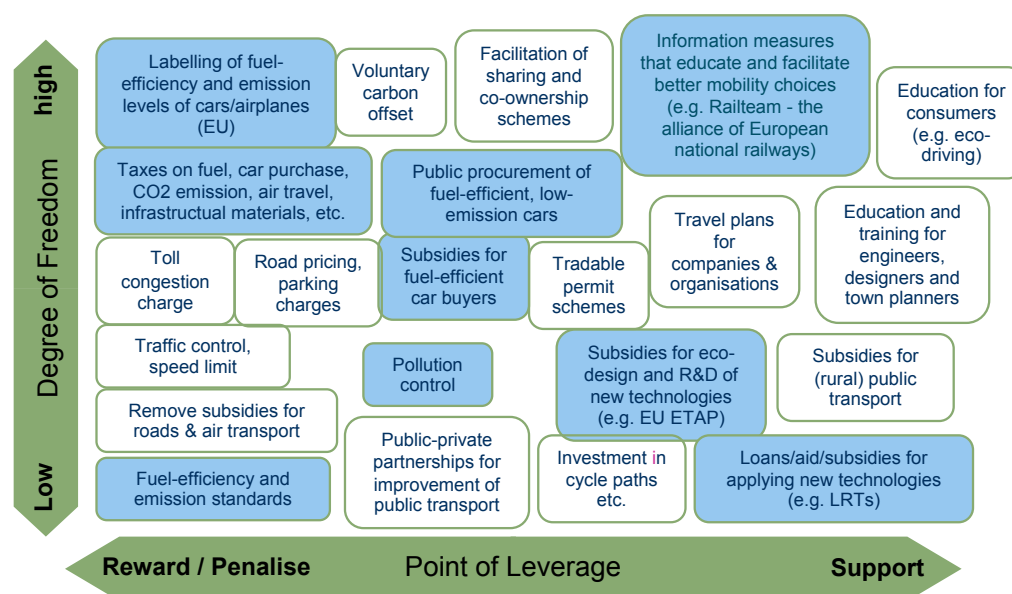 high
Degree of Freedom
Low
Labelling of fuel-
efficiency and emission
levels of cars/airplanes
(EU)
Voluntary
carbon
offset
Facilitation of
sharing and
co-ownership
schemes
Information measures
that educate and facilitate
better mobility choices
(e.g. Railteam - the
alliance of European
national railways)
Education for
consumers
(e.g. eco-
driving)
Taxes on fuel, car purchase,
CO2 emission, air travel,
infrastructual materials, etc.
Public procurement of
fuel-efficient, low-
emission cars
Travel plans
for
companies &
organisations
Education and
training for
engineers,
designers and
town planners
Toll
congestion
charge
Road pricing,
parking
charges
Subsidies for
fuel-efficient
car buyers
Tradable
permit
schemes
Traffic control,
speed limit
Pollution
control
Subsidies for eco-
design and R&D of
new technologies
(e.g. EU ETAP)
Subsidies for
(rural) public
transport
Remove subsidies for
roads & air transport
Public-private
partnerships for
improvement of
public transport
Investment in
cycle paths
etc.
Loans/aid/subsidies for
applying new technologies
(e.g. LRTs)
Fuel-efficiency and
emission standards
Reward / Penalise
Point of Leverage
Support